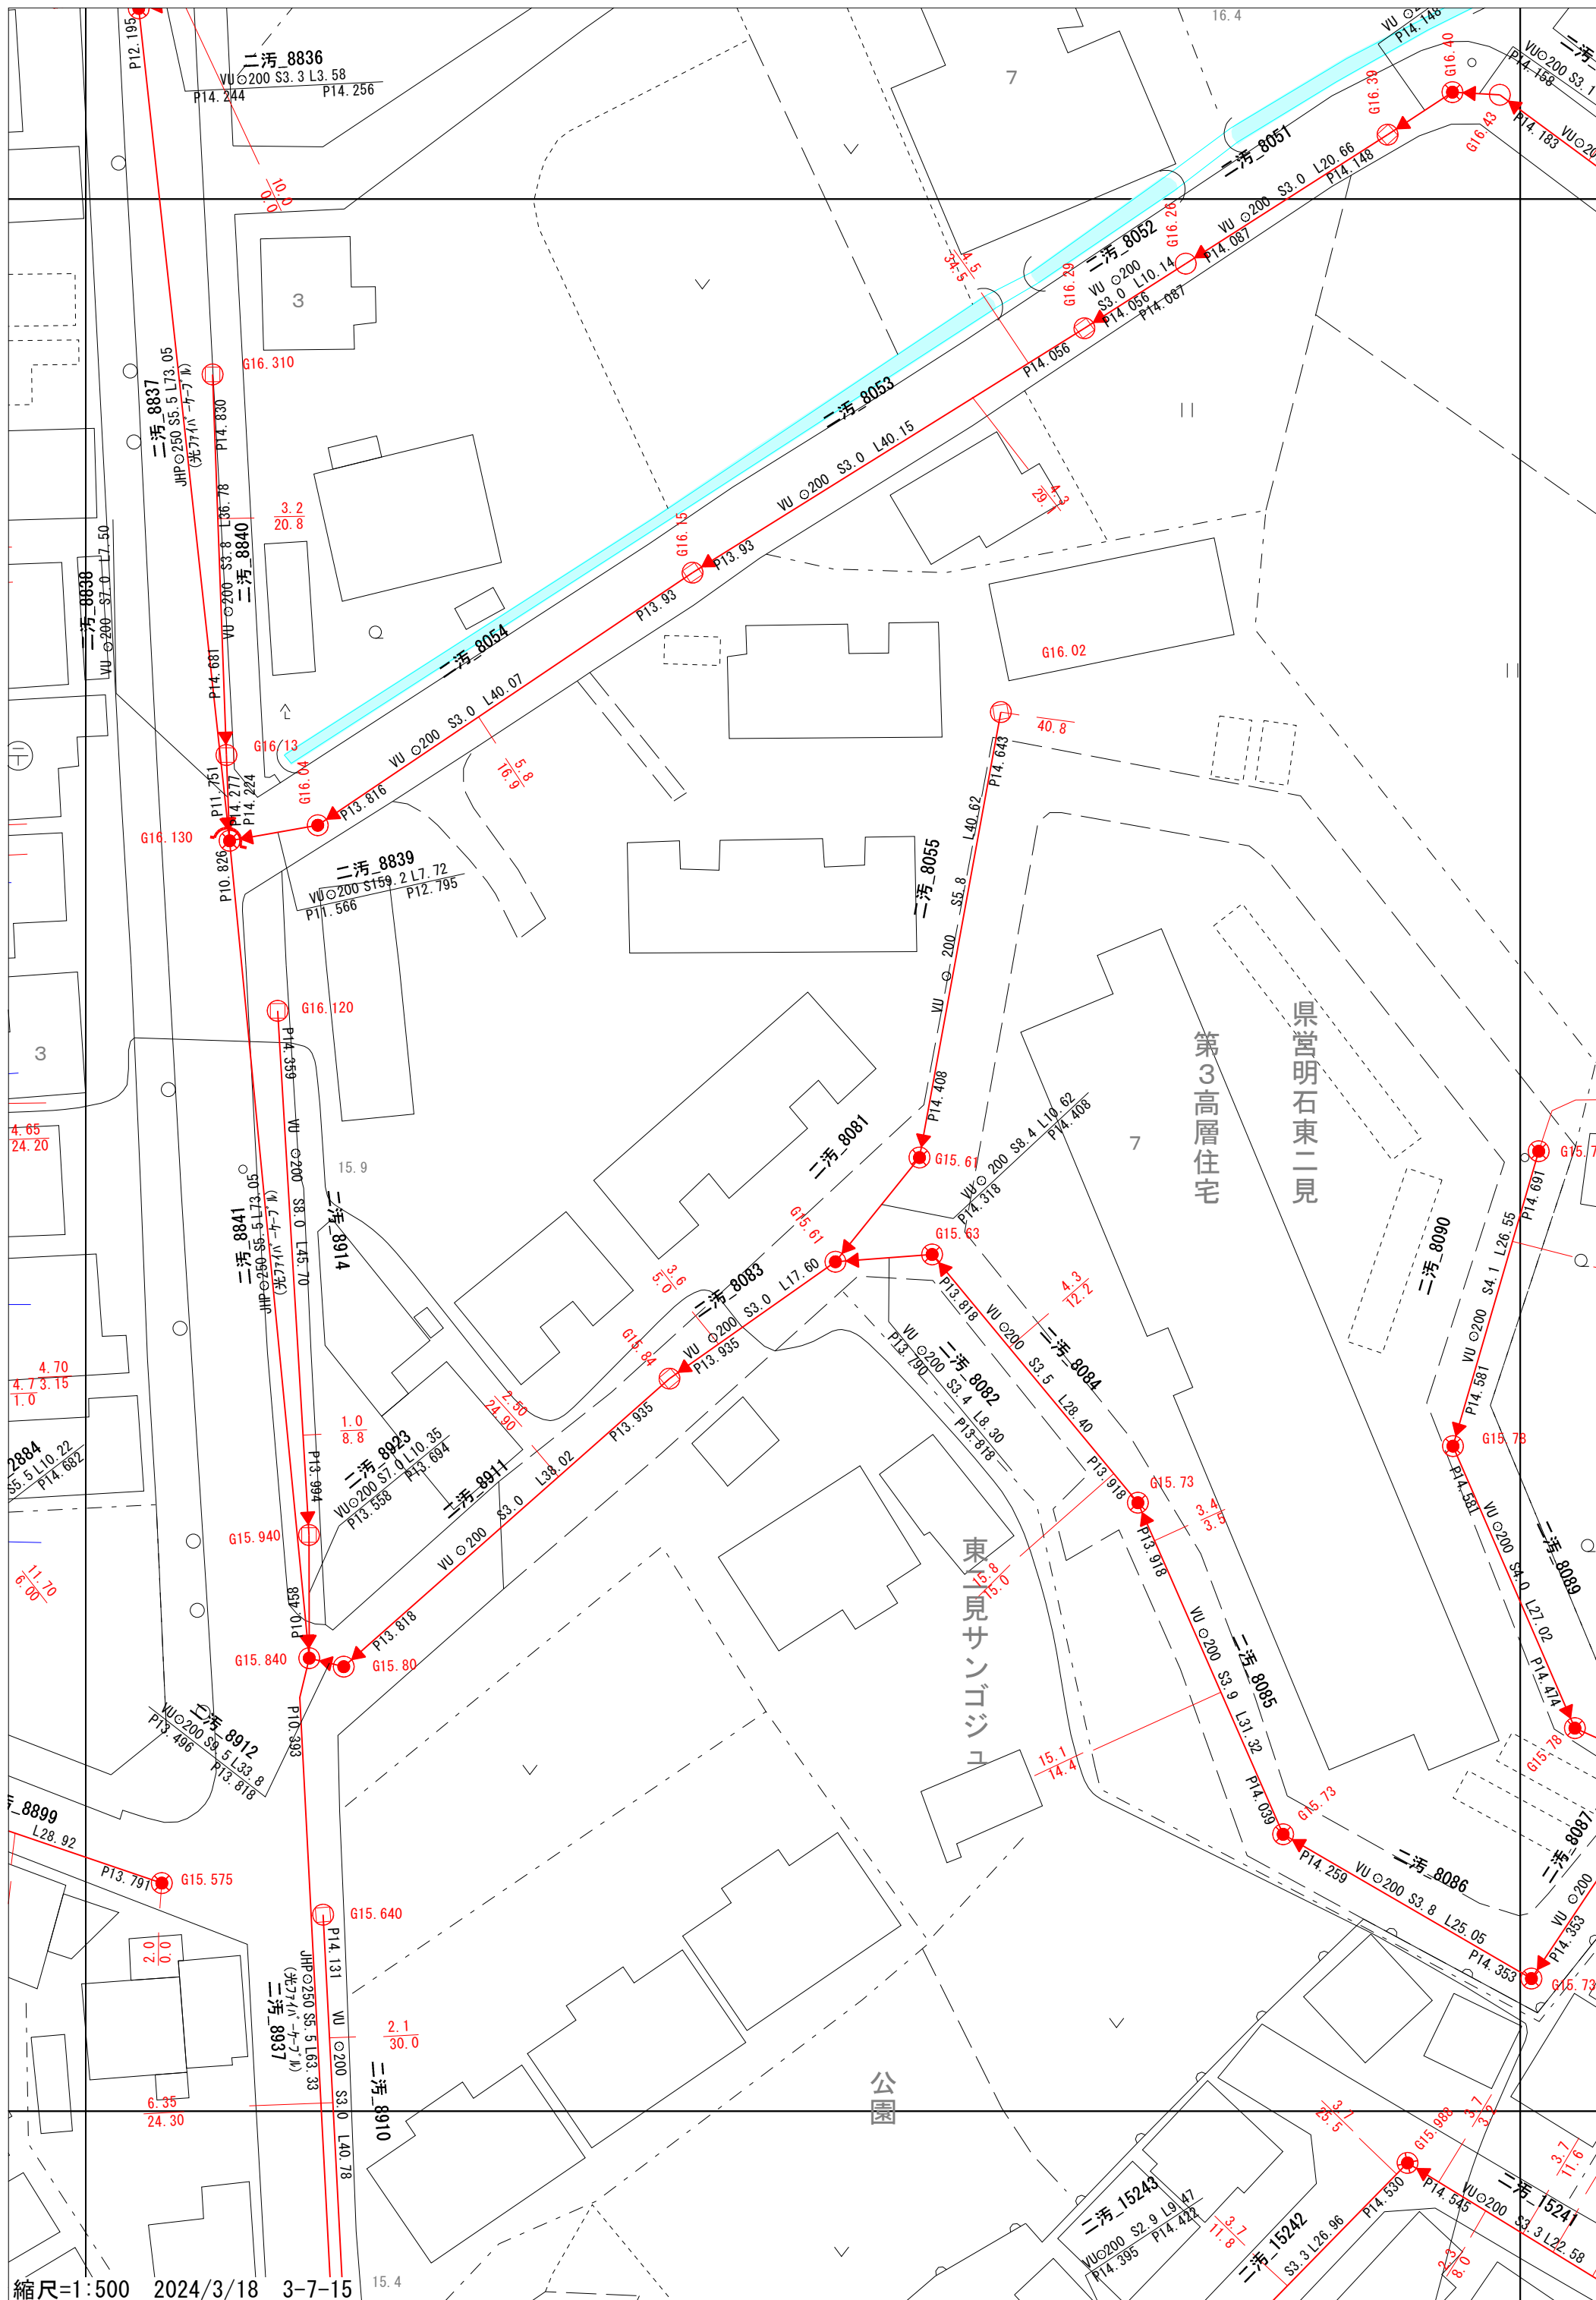 16.4
P12.195
二汚_8836
VU⊙200 S3.3 L3.58
P14.244
P14.256
10.0
0.0
7
P14.148
G16.40
G16.39
VU⊙200 S3.1
P14.158
G16.43
P14.183
二汚_8051
VU ⊙200 S3.0 L20.66
P14.148
G16.26
P14.087
二汚_8052
VU ⊙200
S3.0 L10.14
P14.056
P14.087
G16.29
4.5
34.5
P14.056
3
G16.310
P14.830
二汚_8837
JHP⊙250 S5.5 L73.05
(光ファイバーケーブル)
二汚_8053
VU ⊙200 S3.0 L40.15
4.3
29.1
3.2
20.8
VU ⊙200 S3.8 L36.78
二汚_8840
二汚_8838
VU ⊙200 S7.0 L7.50
P14.681
G16.15
P13.93
P13.93
二汚_8054
VU ⊙200 S3.0 L40.07
5.8
16.9
G16.02
40.8
P14.643
G16.13
G16.04
P11.751
P14.277
P14.224
P13.816
G16.130
P10.826
二汚_8839
VU⊙200 S159.2 L7.72
P11.566
P12.795
二汚_8055
VU ⊙ 200 S5.8 L40.62
P14.408
G16.120
P14.359
3
4.65
24.20
15.9
県営明石東二見
第3高層住宅
7
二汚_8081
VU⊙ 200 S8.4 L10.62
P14.318
P14.408
G15.61
G15.61
G15.63
P14.691
二汚_8090
VU ⊙200 S4.1 L26.55
P14.581
G15.78
二汚_8841
JHP⊙250 S5.5 L73.05
(光ファイバーケーブル)
VU ⊙200 S8.0 L45.70
二汚_8914
3.6
5.0
二汚_8083
VU ⊙200 S3.0 L17.60
P13.935
G15.84
P13.818
4.3
12.2
VU ⊙200 S3.5 L28.40
二汚_8084
P13.918
二汚_8082
VU ⊙200 S3.4 L8.30
P13.790
P13.818
4.70
3.15
4.7
1.0
2884
S5.5 L10.22
P14.682
1.0
8.8
2.50
24.90
P13.935
二汚_8923
VU⊙200 S7.0 L10.35
P13.558
P13.694
P13.994
二汚_8911
VU ⊙200 S3.0 L38.02
G15.940
G15.73
3.4
3.5
P13.918
P14.581
VU ⊙200 S4.0 L27.02
二汚_8089
P14.474
11.70
6.00
15.8
15.0
東二見サンゴジュ
P10.458
P13.818
G15.840
G15.80
P10.393
VU ⊙200 S3.9 L31.32
二汚_8085
P14.039
15.1
14.4
G15.78
二汚_8912
VU⊙200 S9.5 L33.8
P13.496
P13.818
汚_8899
L28.92
P13.791
G15.575
G15.73
P14.259
VU ⊙200 S3.8 L25.05
二汚_8086
P14.353
二汚_8087
VU ⊙200
P14.353
G15.73
G15.640
P14.131
2.0
0.0
JHP⊙250 S5.5 L63.33
(光ファイバーケーブル)
二汚_8937
2.1
30.0
VU ⊙200 S3.0 L40.78
二汚_8910
6.35
24.30
公園
3.7
25.5
G15.988
3.7
11.6
P14.530
P14.545
VU⊙200 S3.3 L22.58
二汚_15241
二汚_15243
VU⊙200 S2.9 L9.47
P14.395
P14.422
3.7
11.8
二汚_15242
S3.3 L26.96
2.3
8.0
15.4
縮尺=1:500 2024/3/18 3-7-15